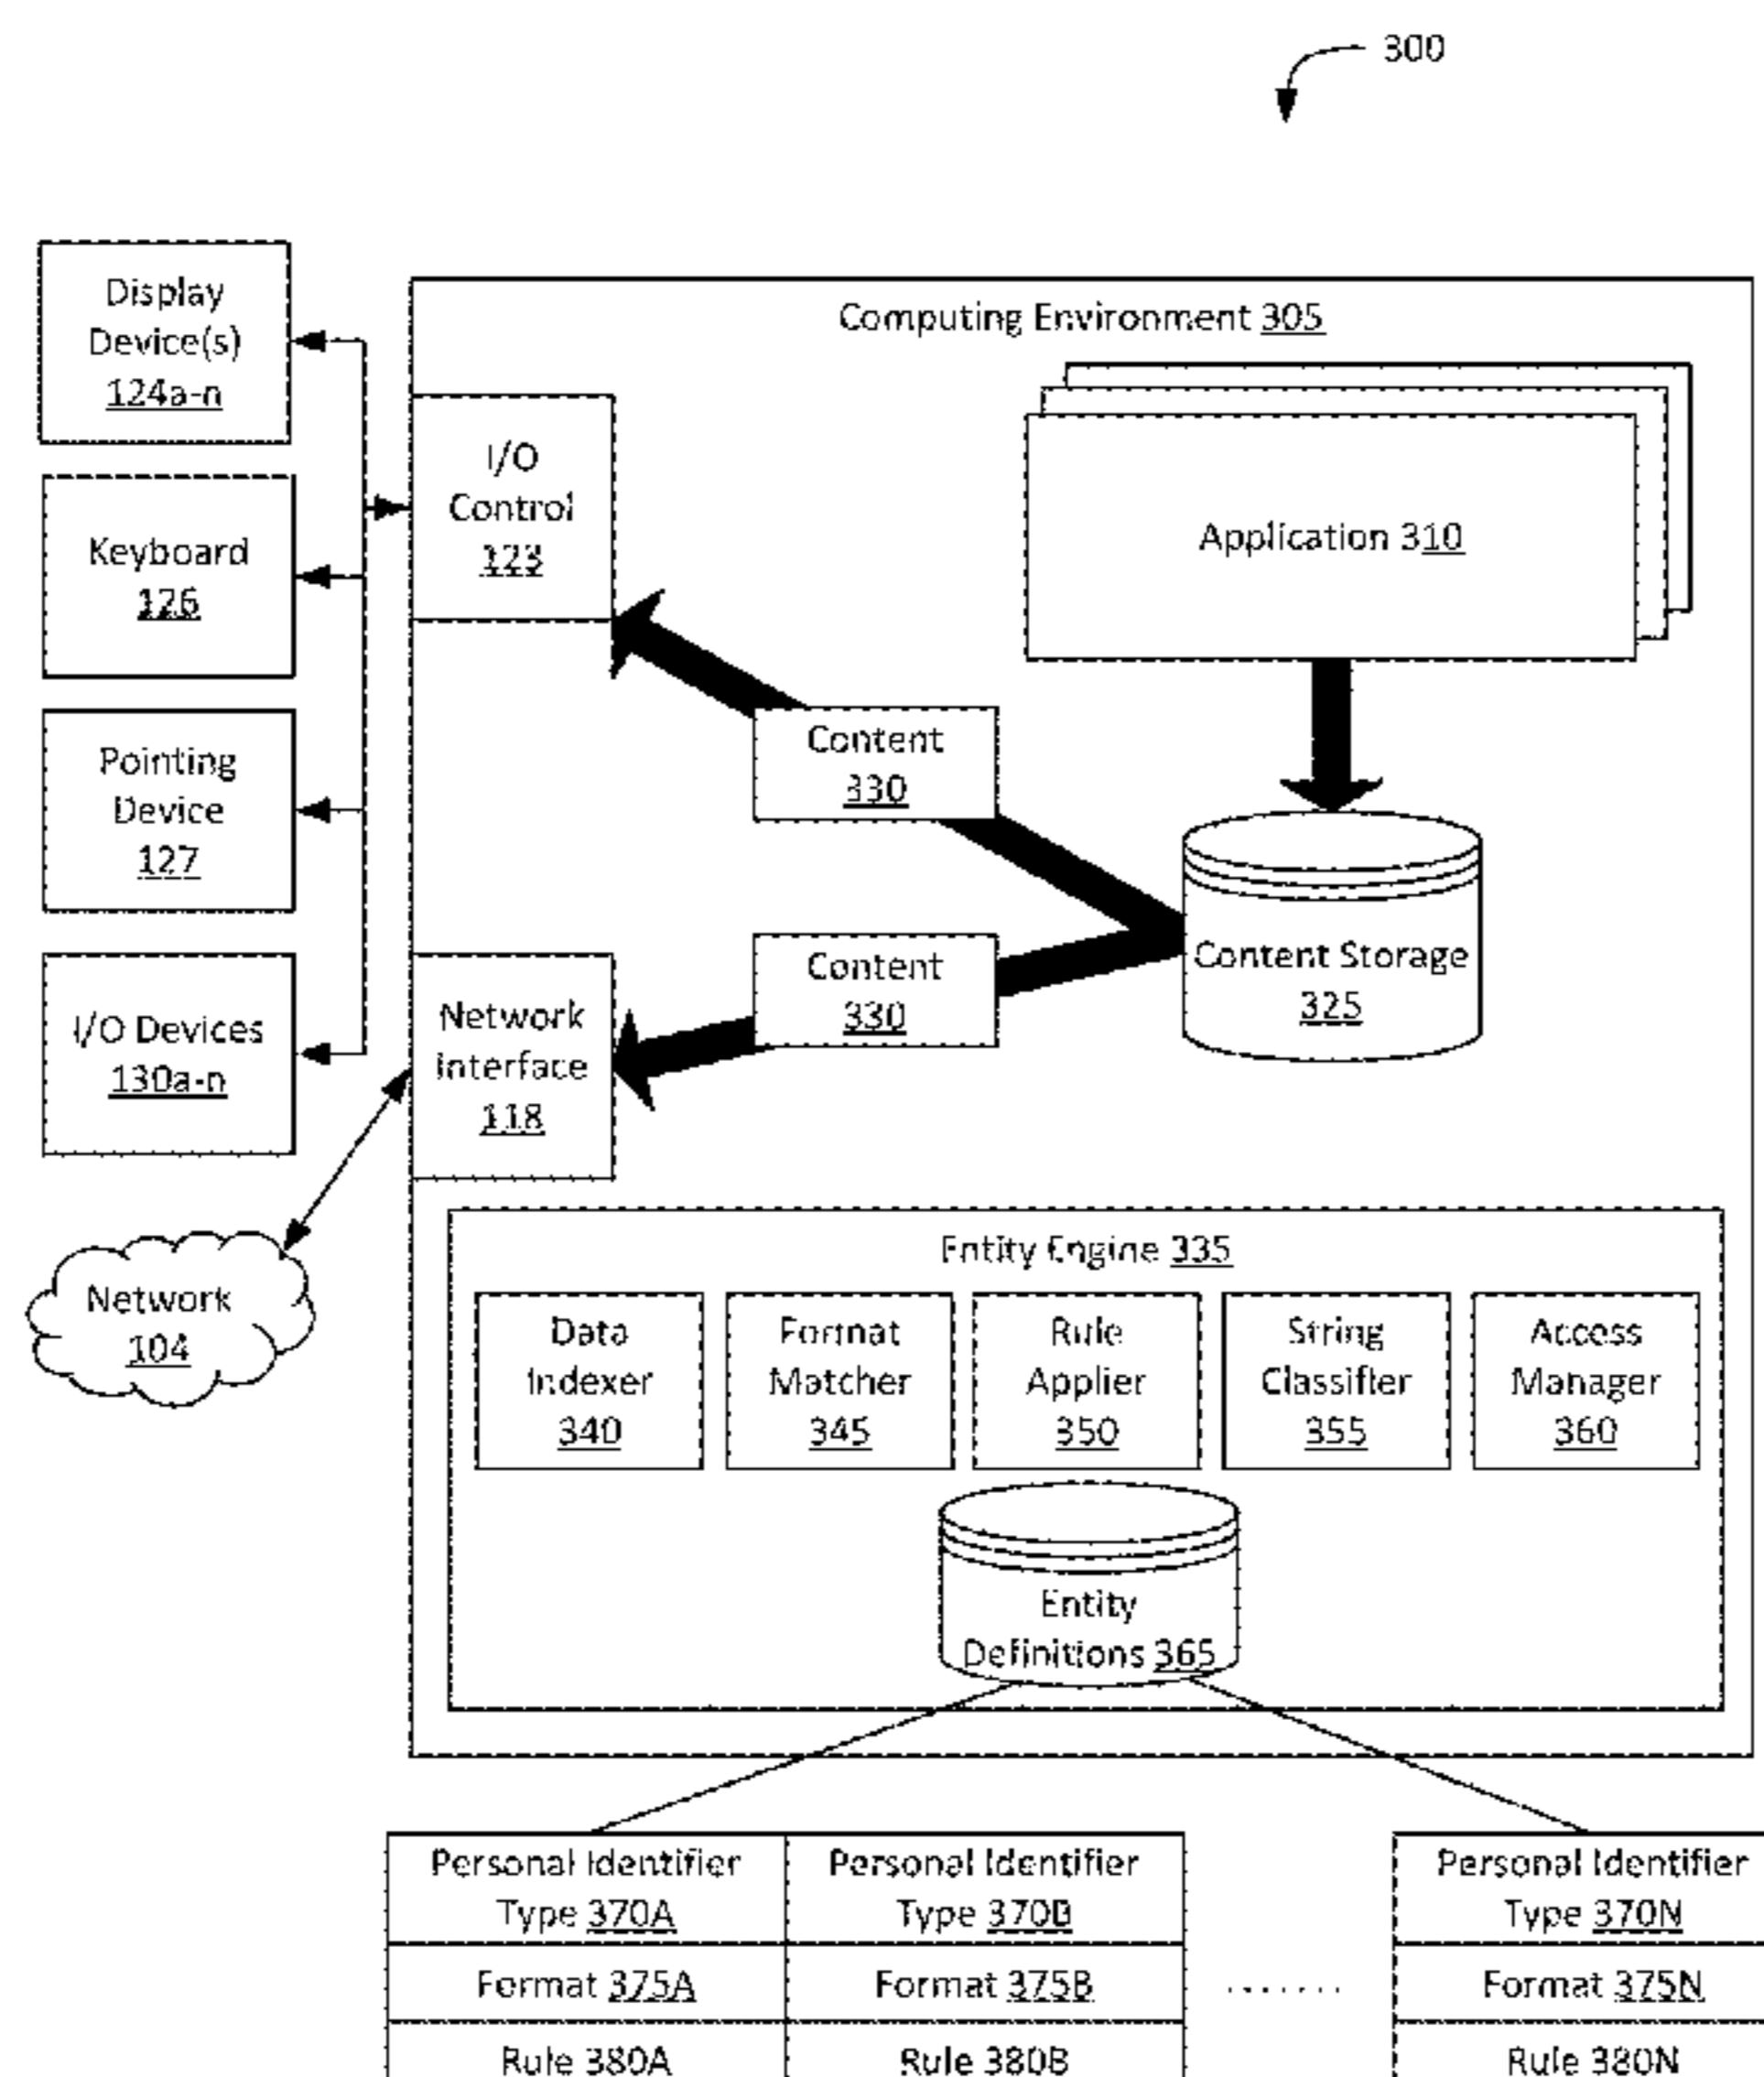 300
Computing Environment 305
Display
Device(s)
124a-n
Keyboard
126
Pointing
Device
127
I/O Devices
130a-n
Network
104
I/O
Control
123
Network
Interface
118
Application 310
Content
330
Content
330
Content Storage
325
Entity Engine 335
Data
Indexer
340
Format
Matcher
345
Rule
Applier
350
String
Classifier
355
Access
Manager
360
Entity
Definitions 365
Personal Identifier
Type 370A
Format 375A
Rule 380A
Personal Identifier
Type 370B
Format 375B
Rule 380B
.......
Personal Identifier
Type 370N
Format 375N
Rule 380N